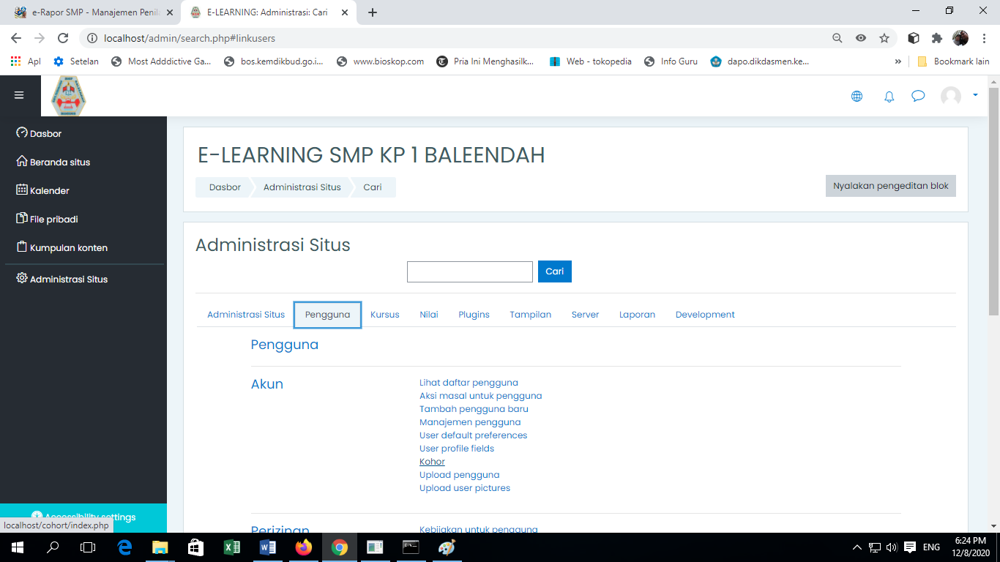 e-Rapor SMP - Manajemen Penil
E-LEARNING: Administrasi: Cari
localhost/admin/search.php#linkusers
Apl
Setelan
Most Adddictive Ga...
bos.kemdikbud.go.i...
www.bioskop.com
Pria Ini Menghasilk...
Web - tokopedia
Info Guru
dapo.dikdasmen.ke...
»
Bookmark lain
Dasbor
Beranda situs
Kalender
File pribadi
Kumpulan konten
Administrasi Situs
Accessibility settings
localhost/cohort/index.php
E-LEARNING SMP KP 1 BALEENDAH
Dasbor
Administrasi Situs
Cari
Nyalakan pengeditan blok
Administrasi Situs
Cari
Administrasi Situs
Pengguna
Kursus
Nilai
Plugins
Tampilan
Server
Laporan
Development
Pengguna
Akun
Lihat daftar pengguna
Aksi masal untuk pengguna
Tambah pengguna baru
Manajemen pengguna
User default preferences
User profile fields
Kohor
Upload pengguna
Upload user pictures
Perizinan
Kebijakan untuk pengguna
ENG
6:24 PM
12/8/2020